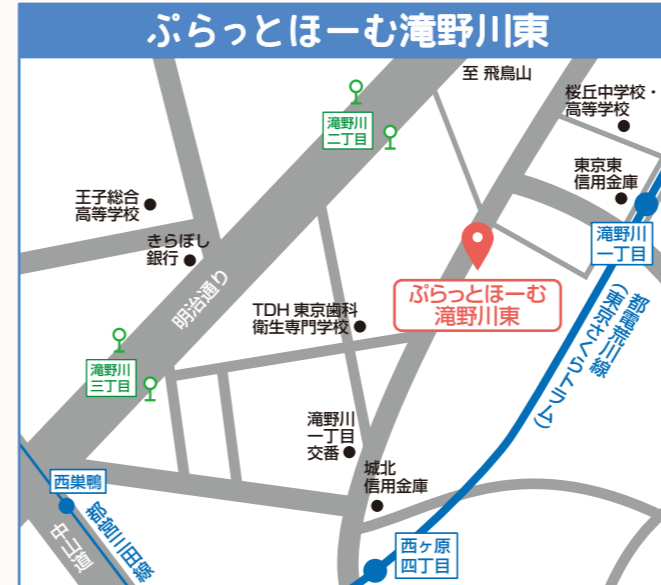 ぷらっとほーむ滝野川東
至 飛鳥山
桜丘中学校・
高等学校
滝野川
二丁目
東京東
信用金庫
王子総合
高等学校
滝野川
一丁目
きらぼし
銀行
明治通り
ぷらっとほーむ
滝野川東
TDH 東京歯科
衛生専門学校
都電荒川線
(東京さくらトラム)
滝野川
三丁目
滝野川
一丁目
交番
城北
信用金庫
西巣鴨
都営三田線
中山道
西ヶ原
四丁目